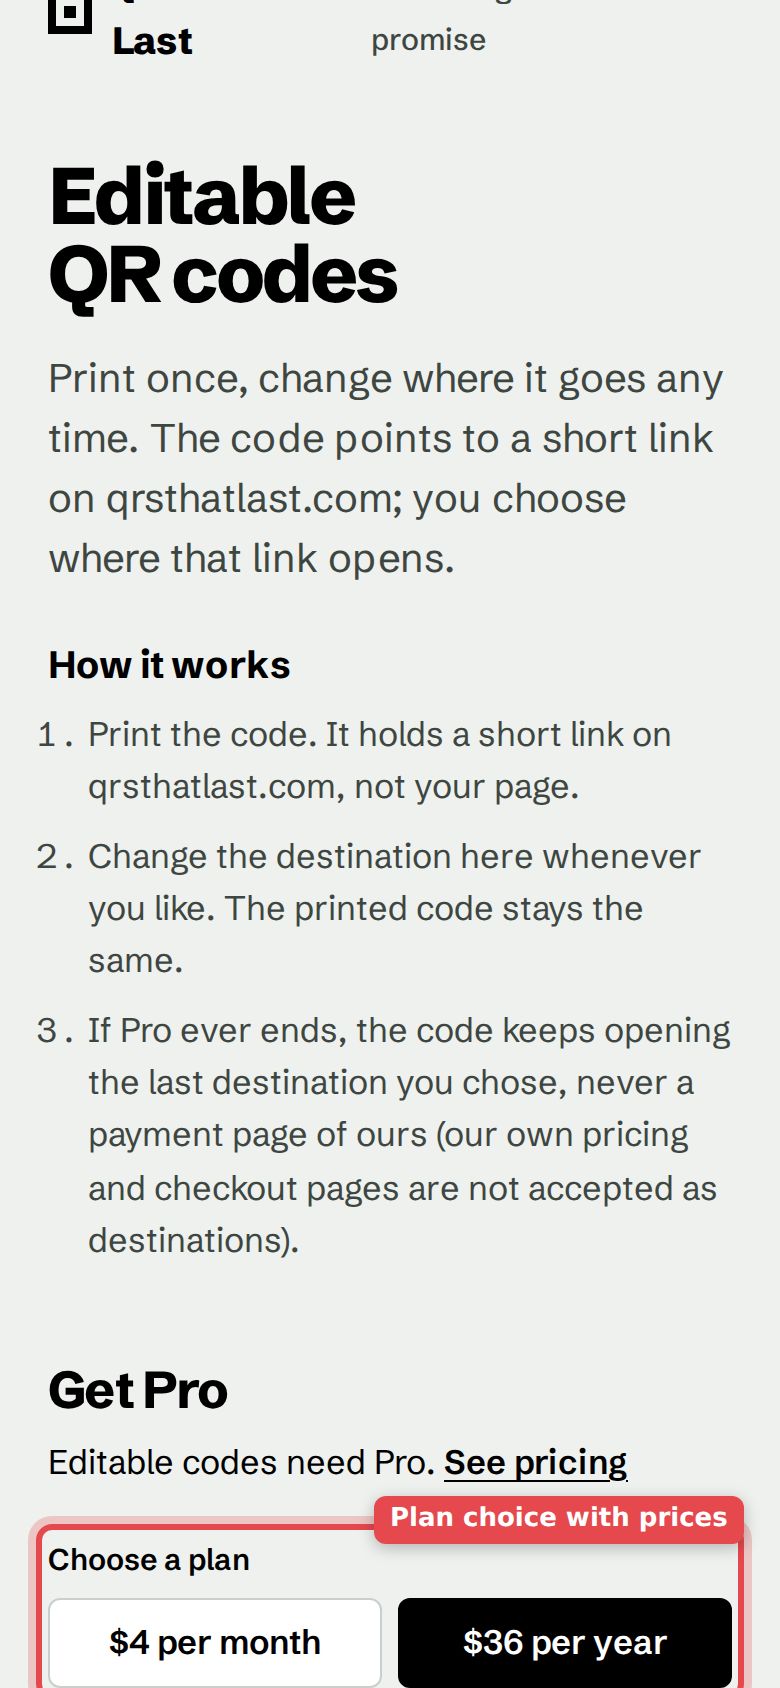 Last
promise
Editable
QR codes
Print once, change where it goes any
time. The code points to a short link
on qrsthatlast.com; you choose
where that link opens.
How it works
1. Print the code. It holds a short link on
qrsthatlast.com, not your page.
2. Change the destination here whenever
you like. The printed code stays the
same.
3. If Pro ever ends, the code keeps opening
the last destination you chose, never a
payment page of ours (our own pricing
and checkout pages are not accepted as
destinations).
Get Pro
Editable codes need Pro. See pricing
Plan choice with prices
Choose a plan
$4 per month
$36 per year